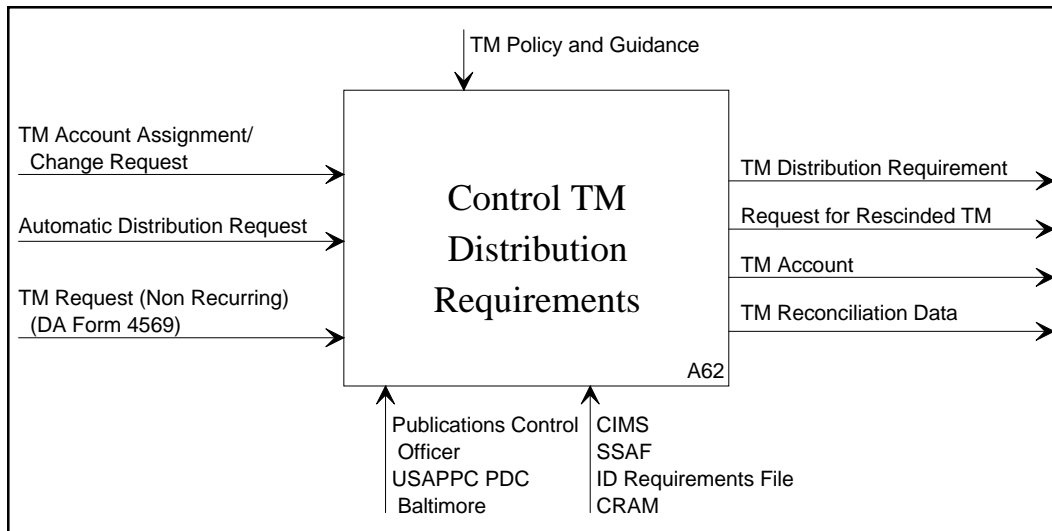 TM Policy and Guidance
TM Account Assignment/
Change Request
Automatic Distribution Request
TM Request (Non Recurring)
(DA Form 4569)
Control TM
Distribution
Requirements
A62
TM Distribution Requirement
Request for Rescinded TM
TM Account
TM Reconciliation Data
Publications Control
Officer
USAPPC PDC
Baltimore
CIMS
SSAF
ID Requirements File
CRAM